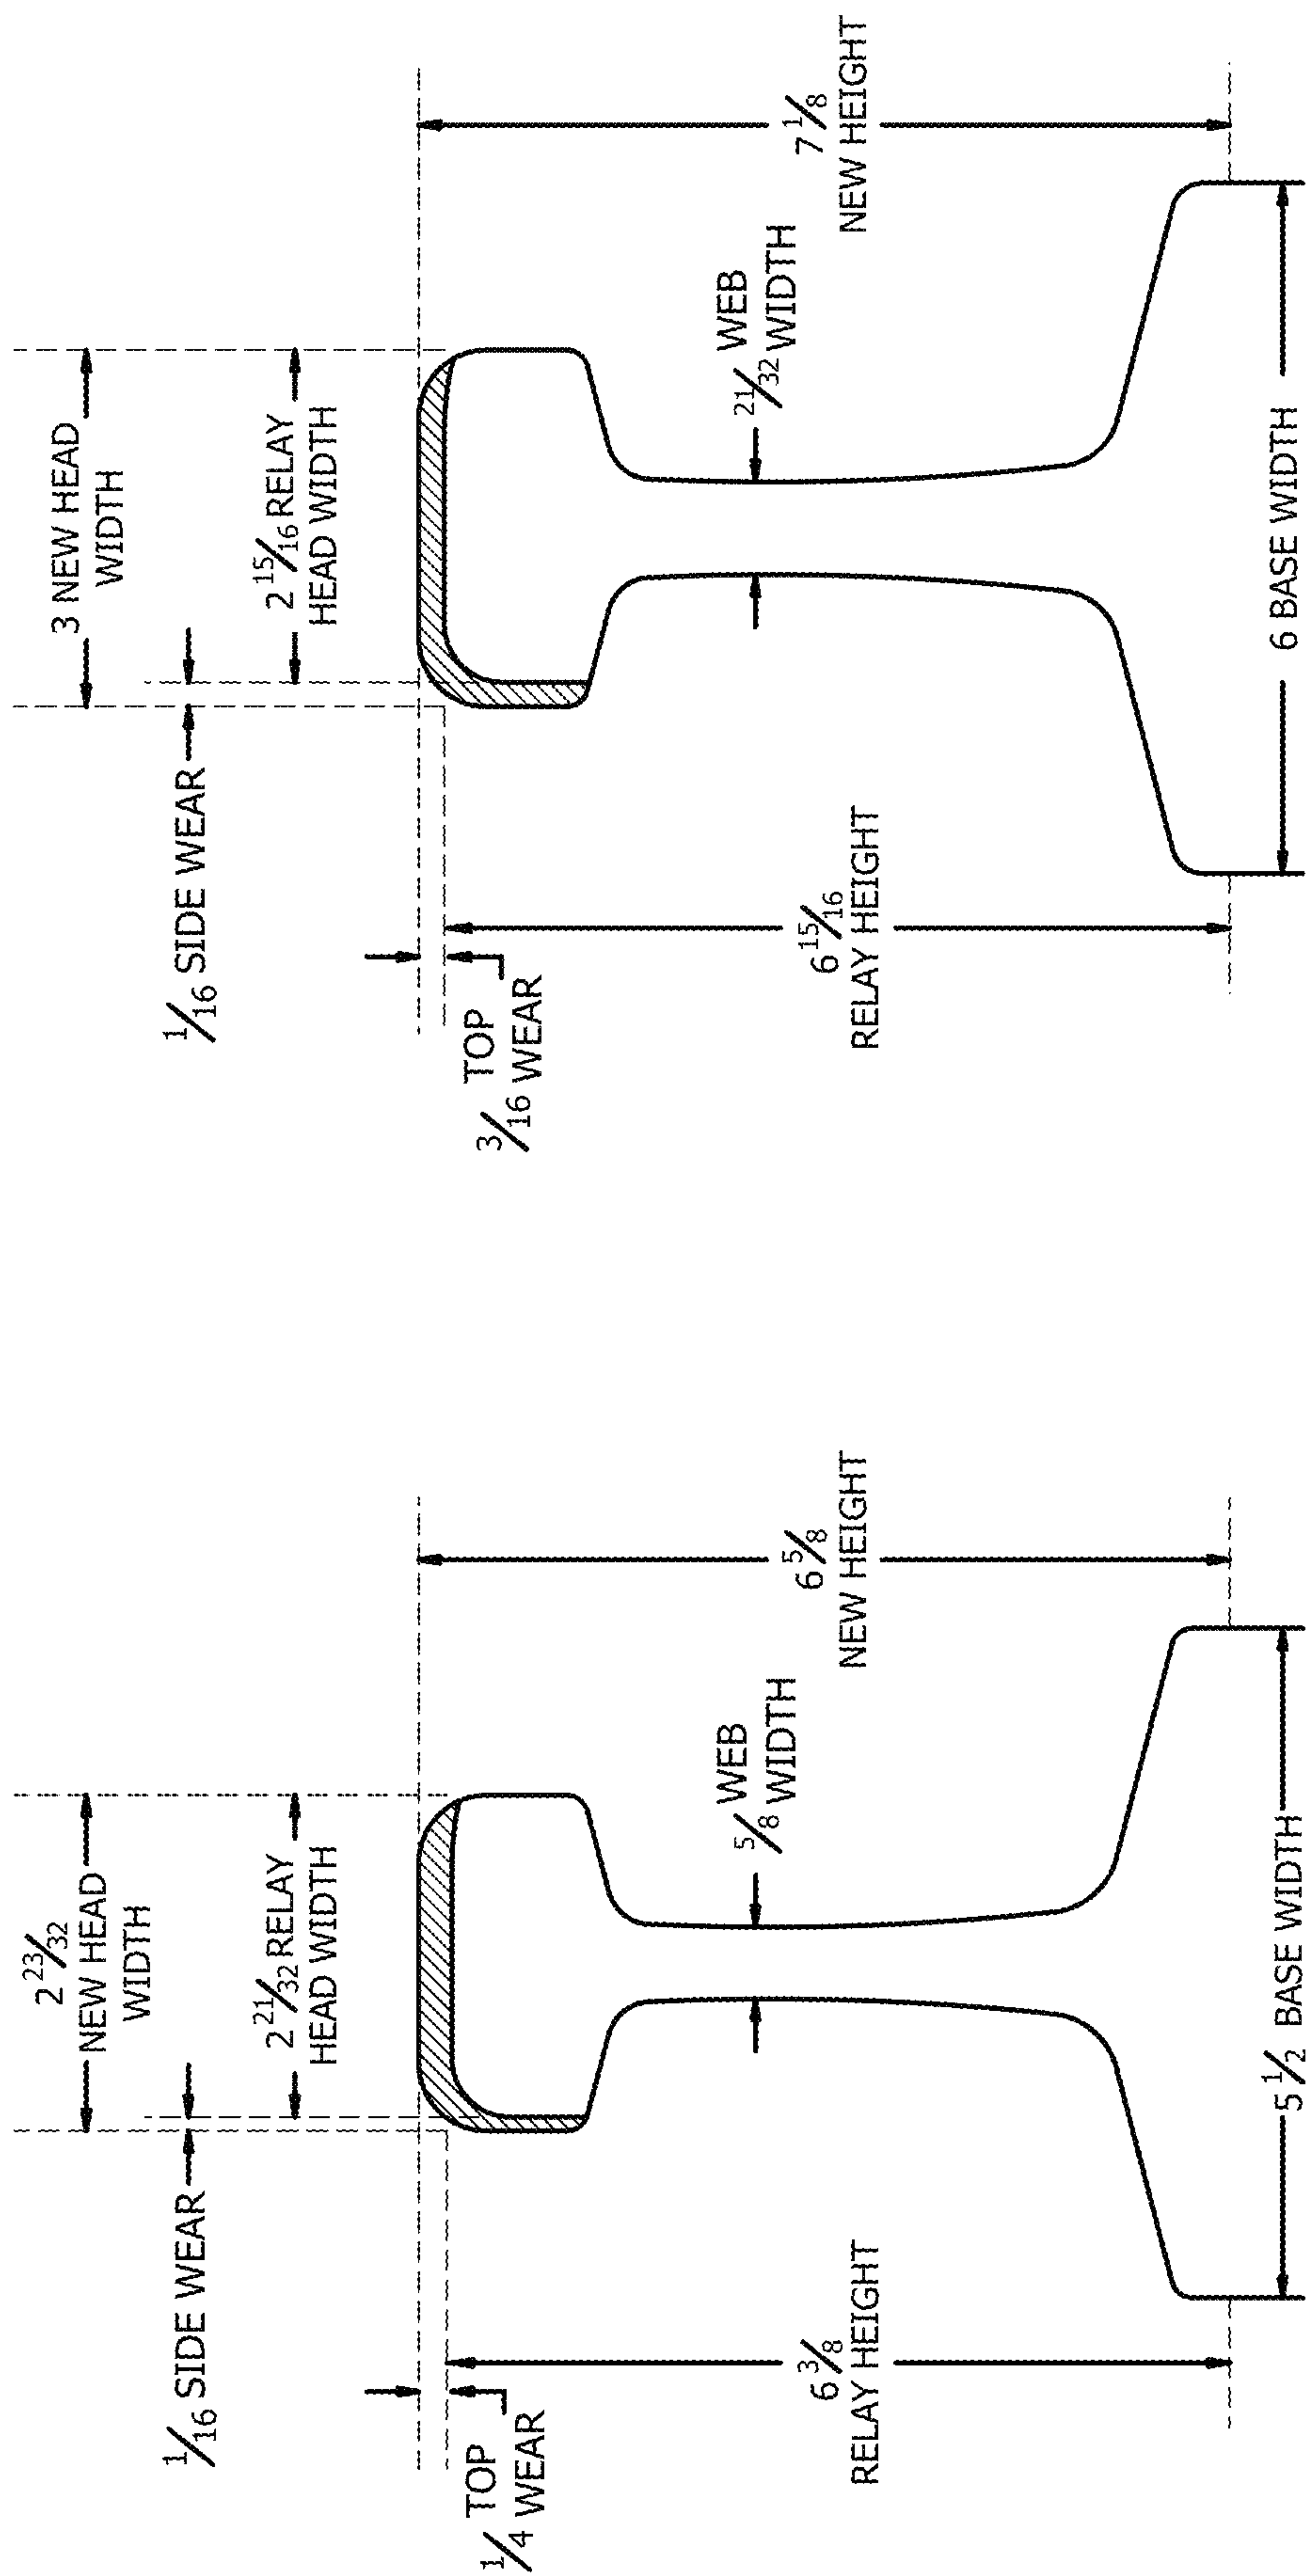 2 23/32
NEW HEAD
WIDTH
1/16 SIDE WEAR
2 21/32 RELAY
HEAD WIDTH
TOP
1/4 WEAR
5/8 WEB
WIDTH
6 3/8
RELAY HEIGHT
6 5/8
NEW HEIGHT
5 1/2 BASE WIDTH
3 NEW HEAD
WIDTH
1/16 SIDE WEAR
2 15/16 RELAY
HEAD WIDTH
TOP
3/16 WEAR
21/32 WEB
WIDTH
6 15/16
RELAY HEIGHT
7 1/8
NEW HEIGHT
6 BASE WIDTH